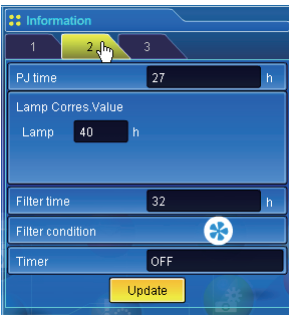 Information
1 2 3
PJ time 27 h
Lamp Corres.Value
Lamp 40 h
Filter time 32 h
Filter condition
Timer OFF
Update